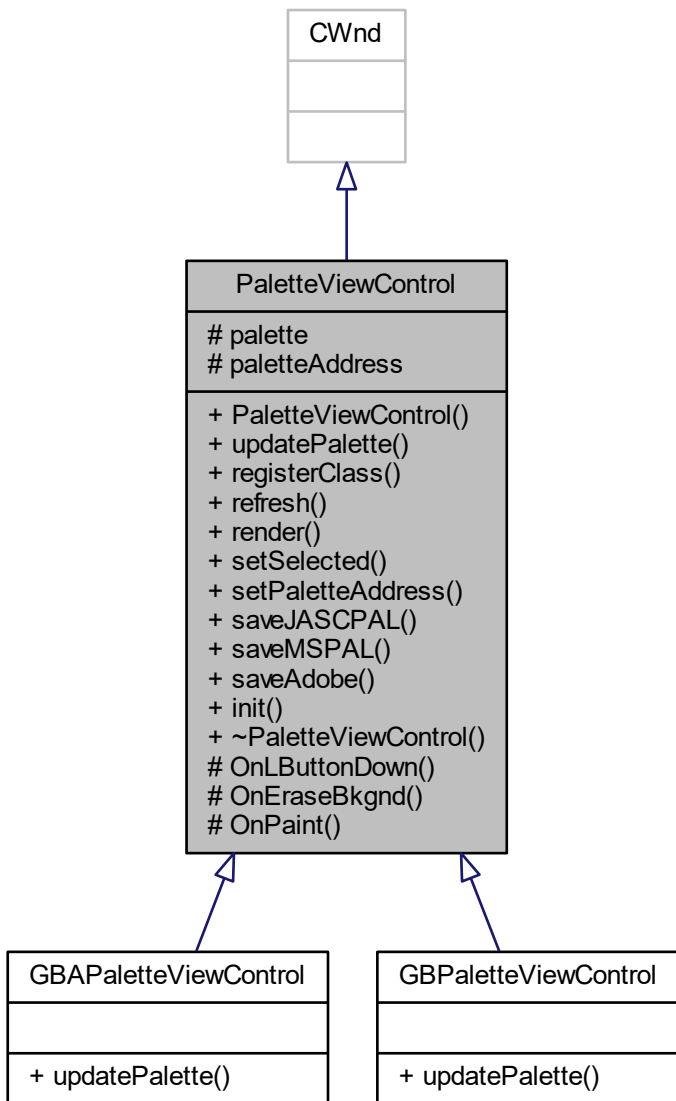 CWnd
PaletteViewControl
# palette
# paletteAddress
+ PaletteViewControl()
+ updatePalette()
+ registerClass()
+ refresh()
+ render()
+ setSelected()
+ setPaletteAddress()
+ saveJASCPAL()
+ saveMSPAL()
+ saveAdobe()
+ init()
+ ~PaletteViewControl()
# OnLButtonDown()
# OnEraseBkgnd()
# OnPaint()
GBAPaletteViewControl
+ updatePalette()
GBPaletteViewControl
+ updatePalette()